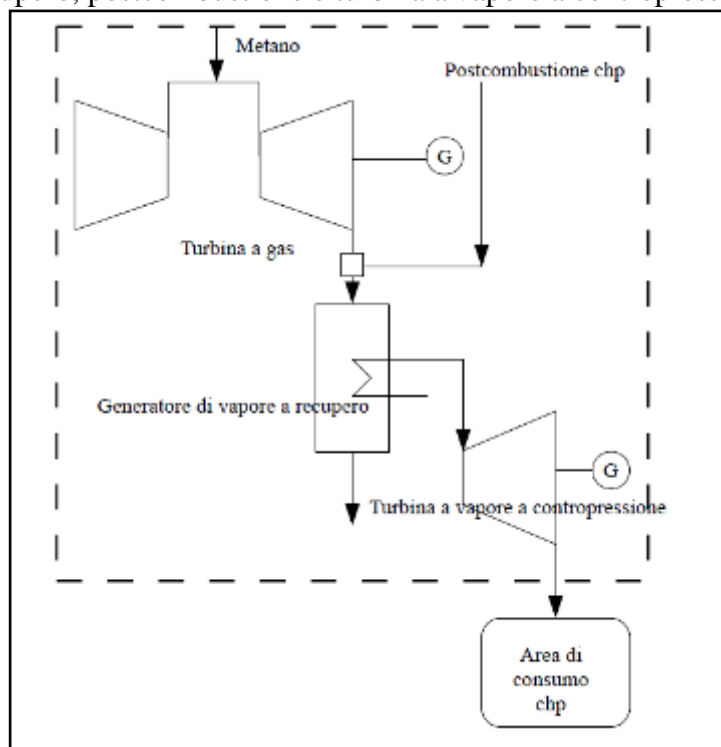 Metano
Postcombustione chp
G
Turbina a gas
Generatore di vapore a recupero
G
Turbina a vapore a contropressione
Area di
consumo
chp